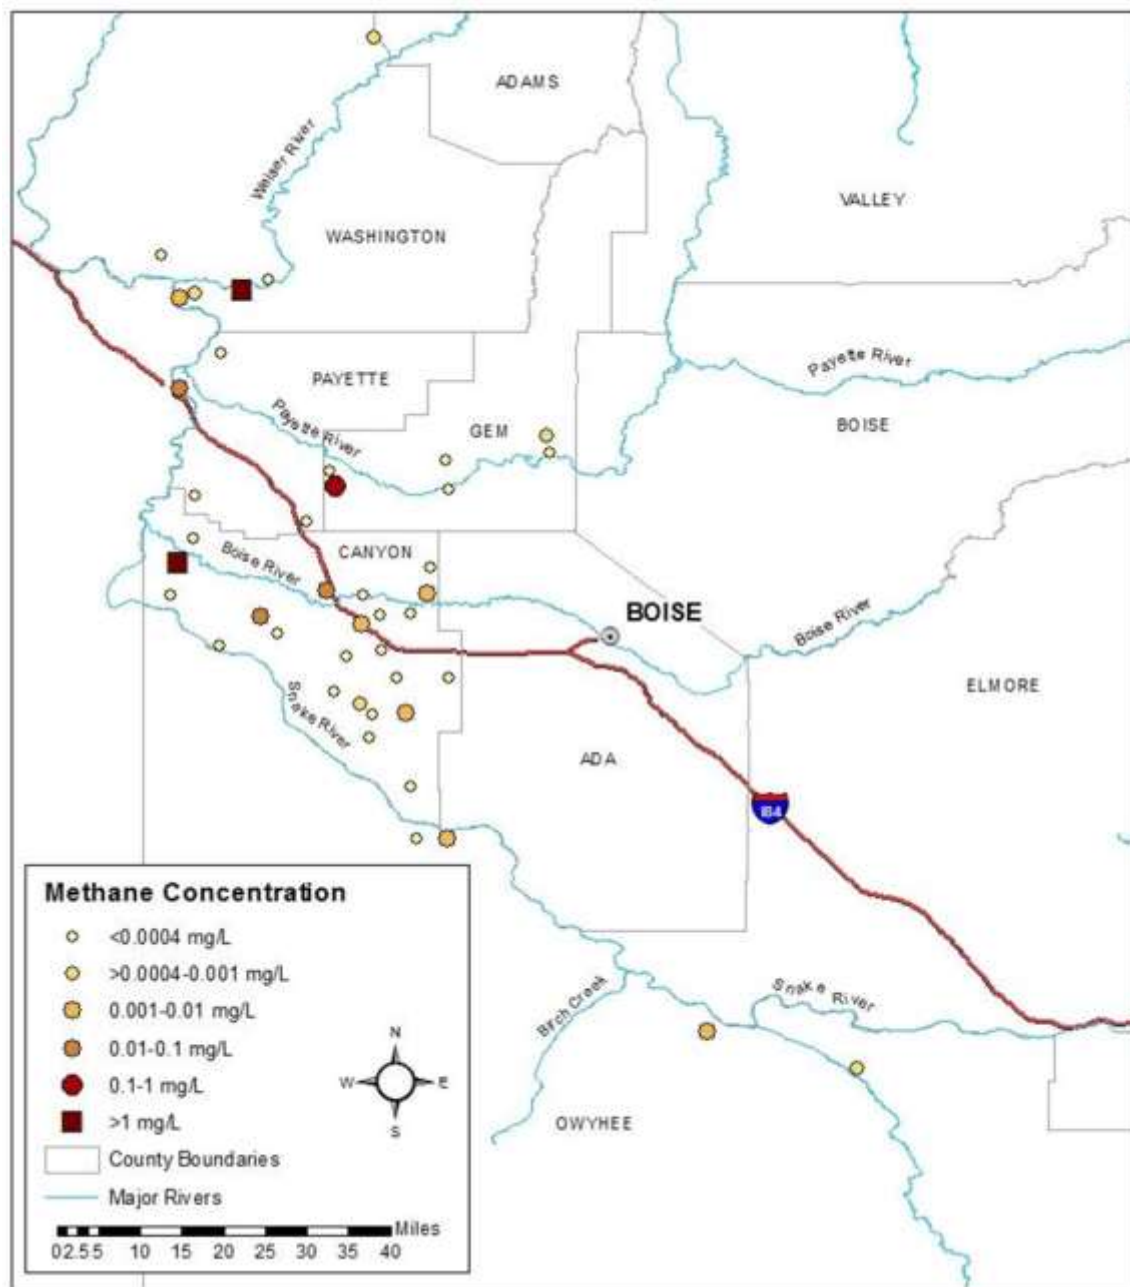 ADAMS
Weiser River
VALLEY
WASHINGTON
Payette River
PAYETTE
Payette River
GEM
BOISE
CANYON
Boise River
BOISE
Boise River
Snake River
ELMORE
ADA
I84
Methane Concentration
<0.0004 mg/L
>0.0004-0.001 mg/L
0.001-0.01 mg/L
0.01-0.1 mg/L
0.1-1 mg/L
>1 mg/L
County Boundaries
Major Rivers
Miles
0 2.5 5 10 15 20 25 30 35 40
N
W E
S
Birch Creek
Snake River
OWYHEE